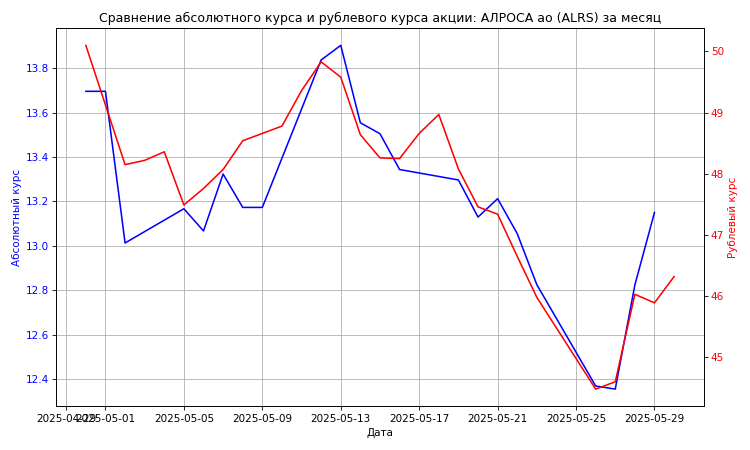 Сравнение абсолютного курса и рублевого курса акции: АЛРОСА ао (ALRS) за месяц
13.8
13.6
13.4
13.2
13.0
12.8
12.6
12.4
Абсолютный курс
50
49
48
47
46
45
Рублевый курс
2025-04-29 2025-05-01 2025-05-05 2025-05-09 2025-05-13 2025-05-17 2025-05-21 2025-05-25 2025-05-29
Дата